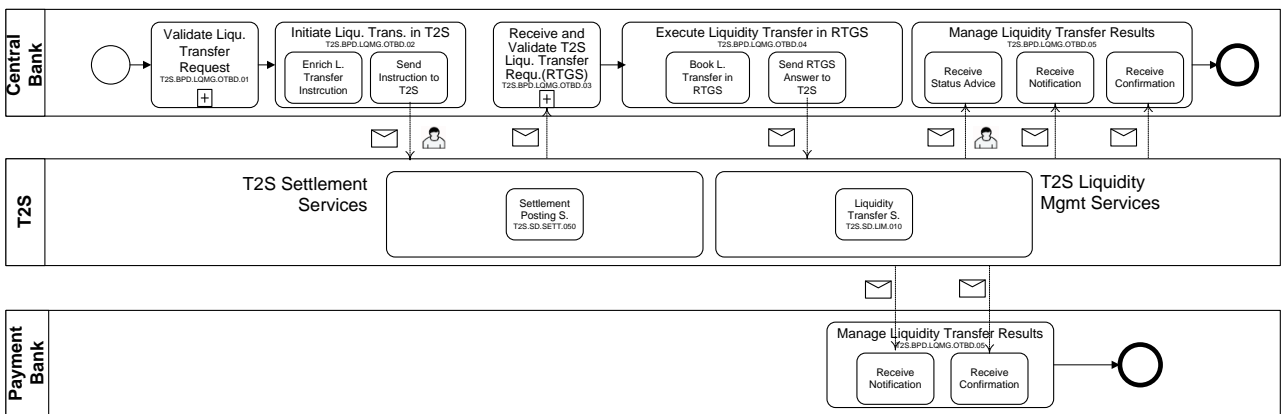 Central
Bank
Validate Liqu.
Transfer
Request
T2S.BPD.LQMG.OTBD.01
+
Initiate Liqu. Trans. in T2S
T2S.BPD.LQMG.OTBD.02
Enrich L.
Transfer
Instrcution
Send
Instruction to
T2S
Receive and
Validate T2S
Liqu. Transfer
Requ.(RTGS)
T2S.BPD.LQMG.OTBD.03
+
Execute Liquidity Transfer in RTGS
T2S.BPD.LQMG.OTBD.04
Book L.
Transfer in
RTGS
Send RTGS
Answer to
T2S
Manage Liquidity Transfer Results
T2S.BPD.LQMG.OTBD.05
Receive
Status Advice
Receive
Notification
Receive
Confirmation
T2S
T2S Settlement
Services
Settlement
Posting S.
T2S.SD.SETT.050
Liquidity
Transfer S.
T2S.SD.LIM.010
T2S Liquidity
Mgmt Services
Payment
Bank
Manage Liquidity Transfer Results
T2S.BPD.LQMG.OTBD.05
Receive
Notification
Receive
Confirmation